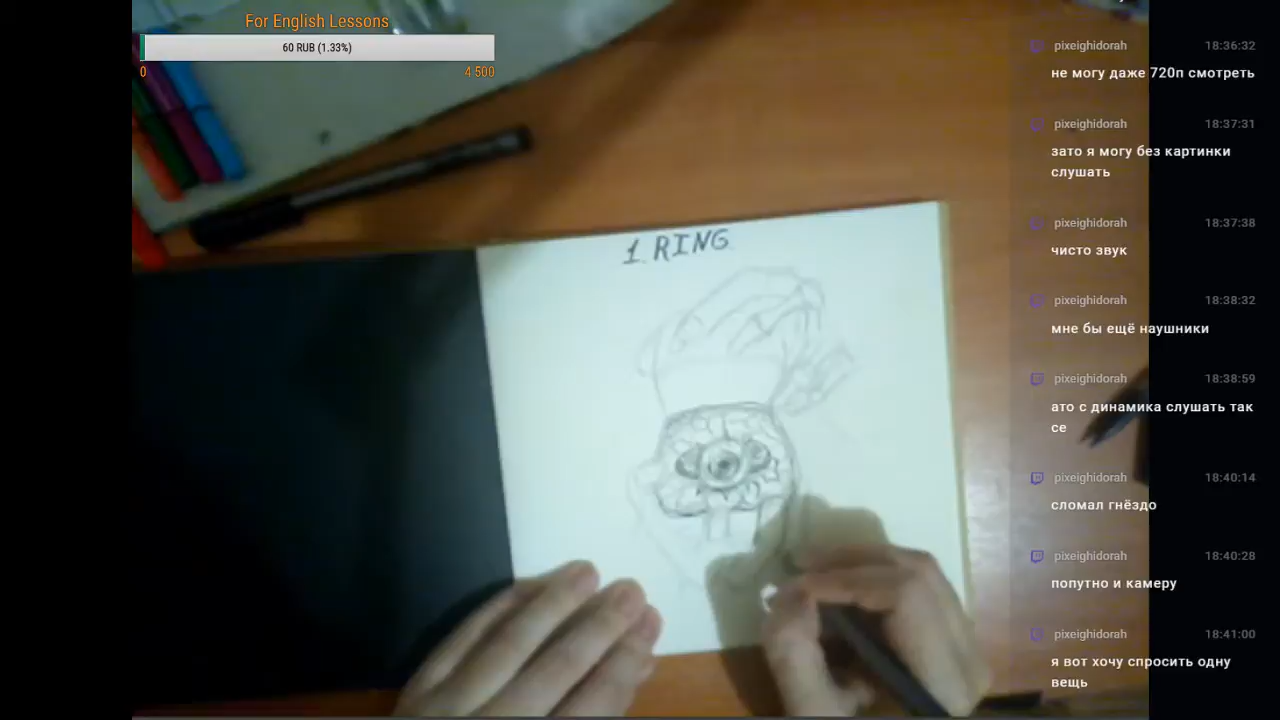 For English Lessons
60 RUB (1.33%)
0 4 500
1. RING
pixeighidorah 18:36:32
не могу даже 720п смотреть
pixeighidorah 18:37:31
зато я могу без картинки
слушать
pixeighidorah 18:37:38
чисто звук
pixeighidorah 18:38:32
мне бы ещё наушники
pixeighidorah 18:38:59
ато с динамика слушать так
се
pixeighidorah 18:40:14
сломал гнёздо
pixeighidorah 18:40:28
попутно и камеру
pixeighidorah 18:41:00
я вот хочу спросить одну
вещь